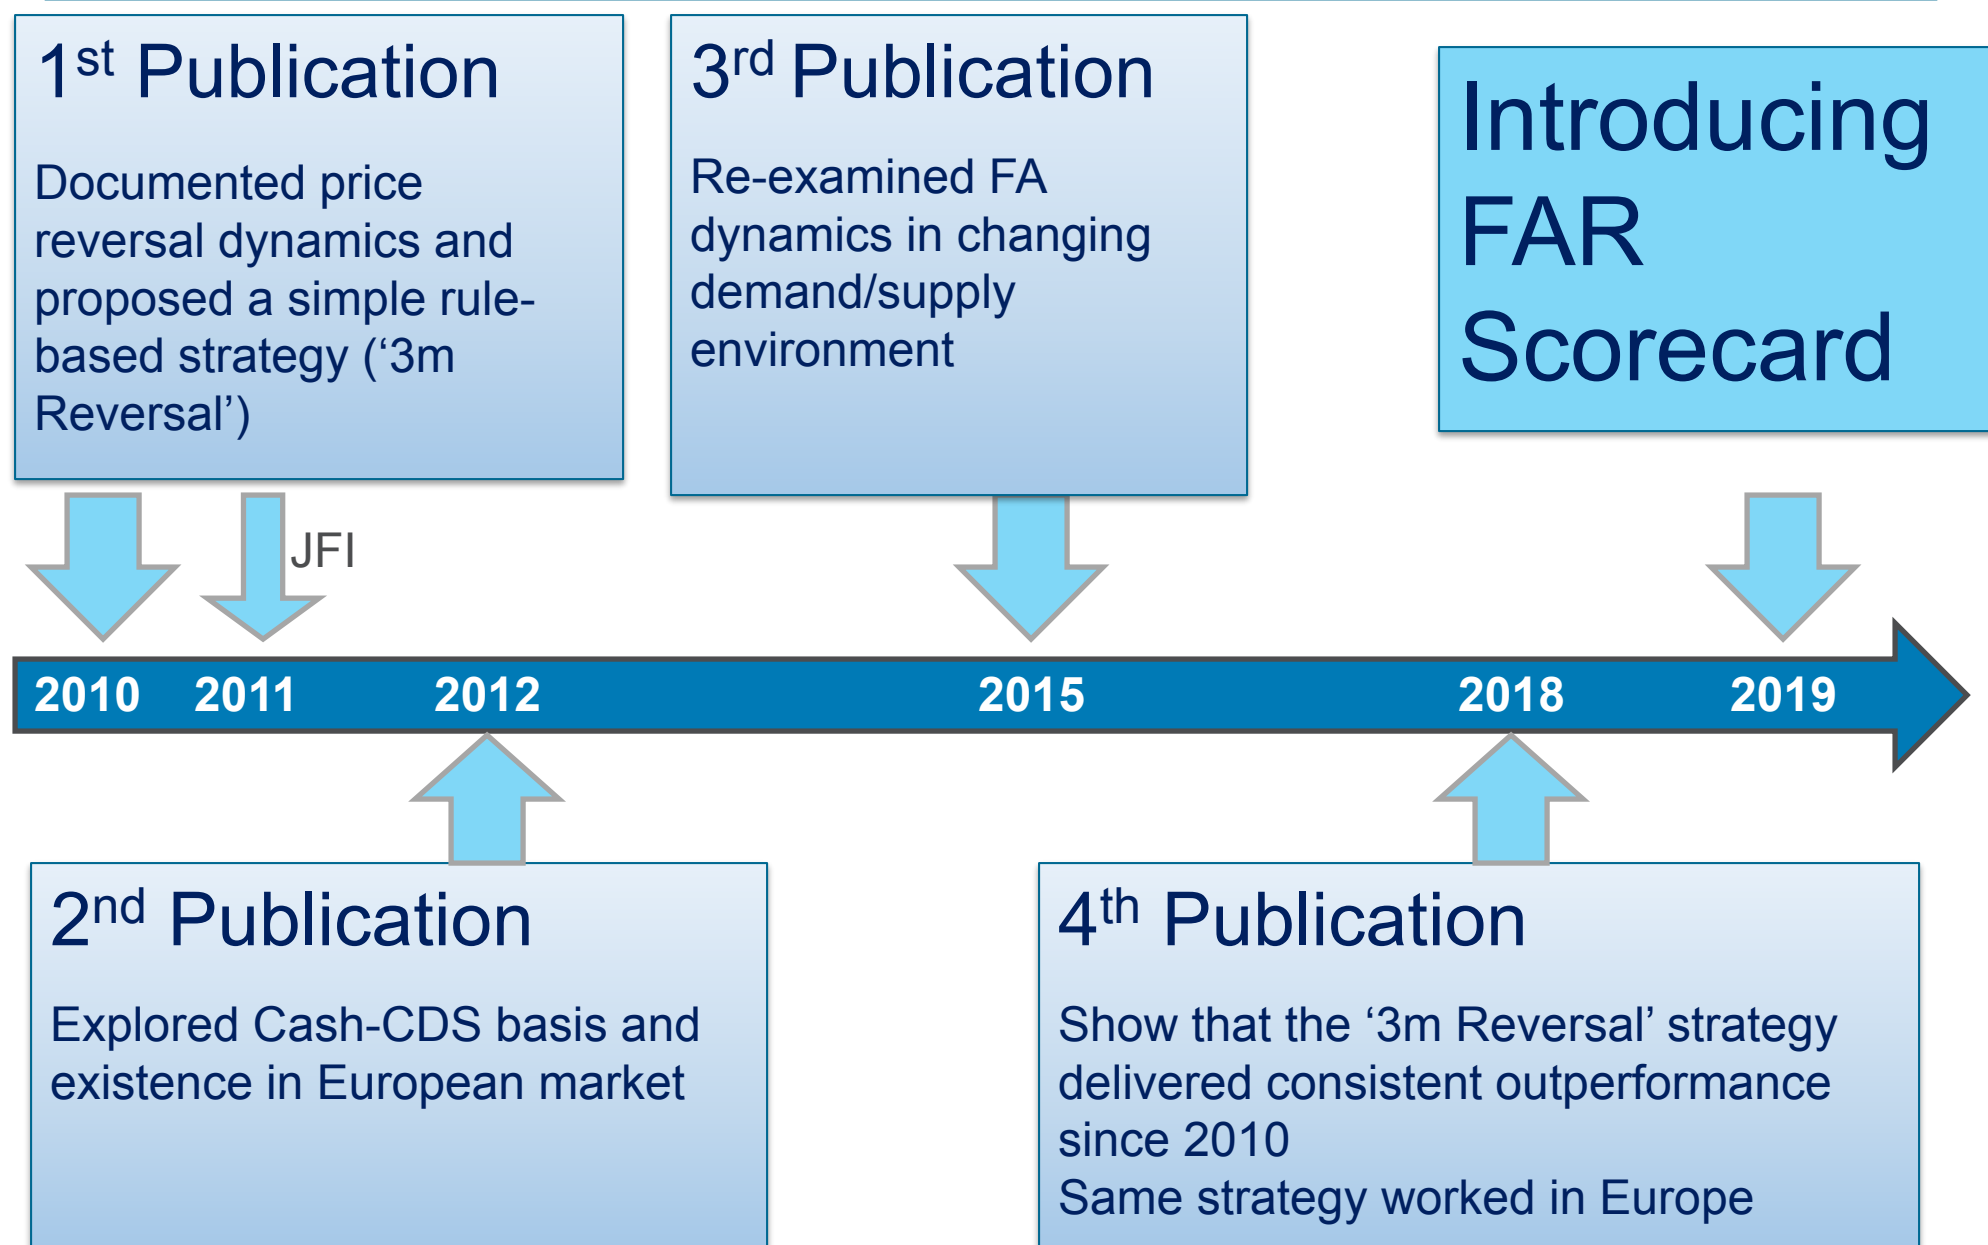 1st Publication
Documented price
reversal dynamics and
proposed a simple rule-
based strategy (‘3m
Reversal’)
3rd Publication
Re-examined FA
dynamics in changing
demand/supply
environment
Introducing
FAR
Scorecard
JFI
2010 2011 2012 2015 2018 2019
2nd Publication
Explored Cash-CDS basis and
existence in European market
4th Publication
Show that the ‘3m Reversal’ strategy
delivered consistent outperformance
since 2010
Same strategy worked in Europe